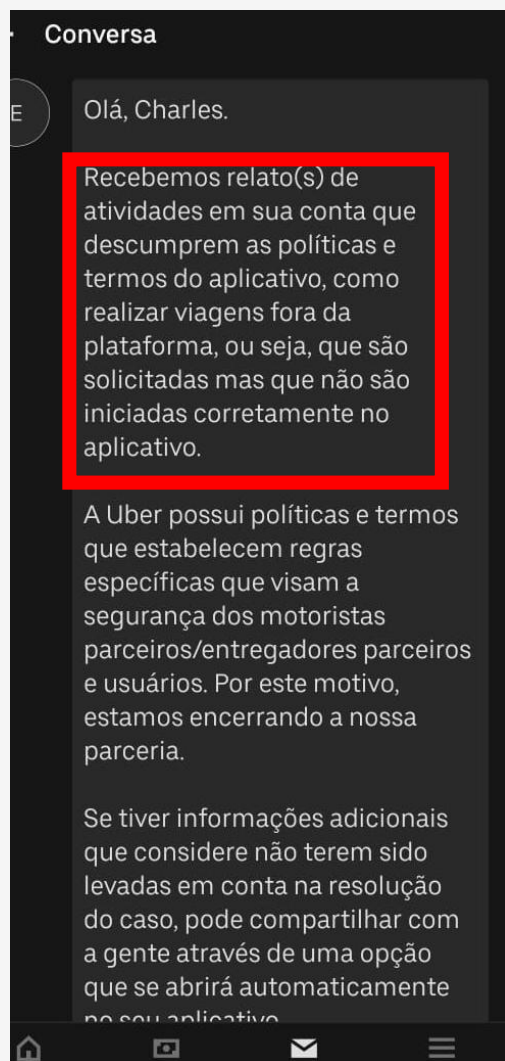 Conversa
E
Olá, Charles.
Recebemos relato(s) de
atividades em sua conta que
descumprem as políticas e
termos do aplicativo, como
realizar viagens fora da
plataforma, ou seja, que são
solicitadas mas que não são
iniciadas corretamente no
aplicativo.
A Uber possui políticas e termos
que estabelecem regras
específicas que visam a
segurança dos motoristas
parceiros/entregadores parceiros
e usuários. Por este motivo,
estamos encerrando a nossa
parceria.
Se tiver informações adicionais
que considere não terem sido
levadas em conta na resolução
do caso, pode compartilhar com
a gente através de uma opção
que se abrirá automaticamente
no seu aplicativo